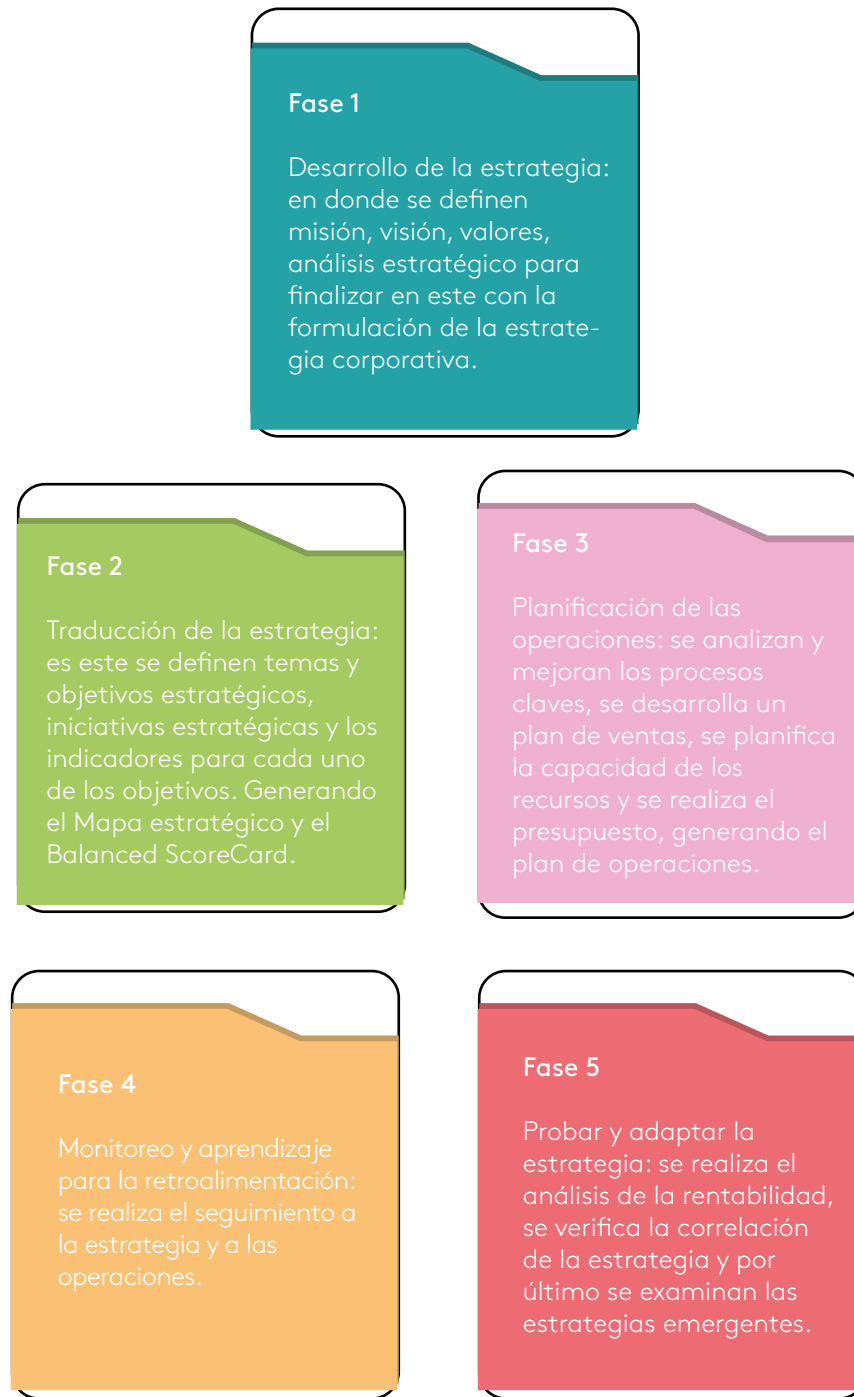 Fase 1
Desarrollo de la estrategia:
en donde se definen
misión, visión, valores,
análisis estratégico para
finalizar en este con la
formulación de la estrate-
gia corporativa.
Fase 2
Traducción de la estrategia:
es este se definen temas y
objetivos estratégicos,
iniciativas estratégicas y los
indicadores para cada uno
de los objetivos. Generando
el Mapa estratégico y el
Balanced ScoreCard.
Fase 3
Planificación de las
operaciones: se analizan y
mejoran los procesos
claves, se desarrolla un
plan de ventas, se planifica
la capacidad de los
recursos y se realiza el
presupuesto, generando el
plan de operaciones.
Fase 4
Monitoreo y aprendizaje
para la retroalimentación:
se realiza el seguimiento a
la estrategia y a las
operaciones.
Fase 5
Probar y adaptar la
estrategia: se realiza el
análisis de la rentabilidad,
se verifica la correlación
de la estrategia y por
último se examinan las
estrategias emergentes.